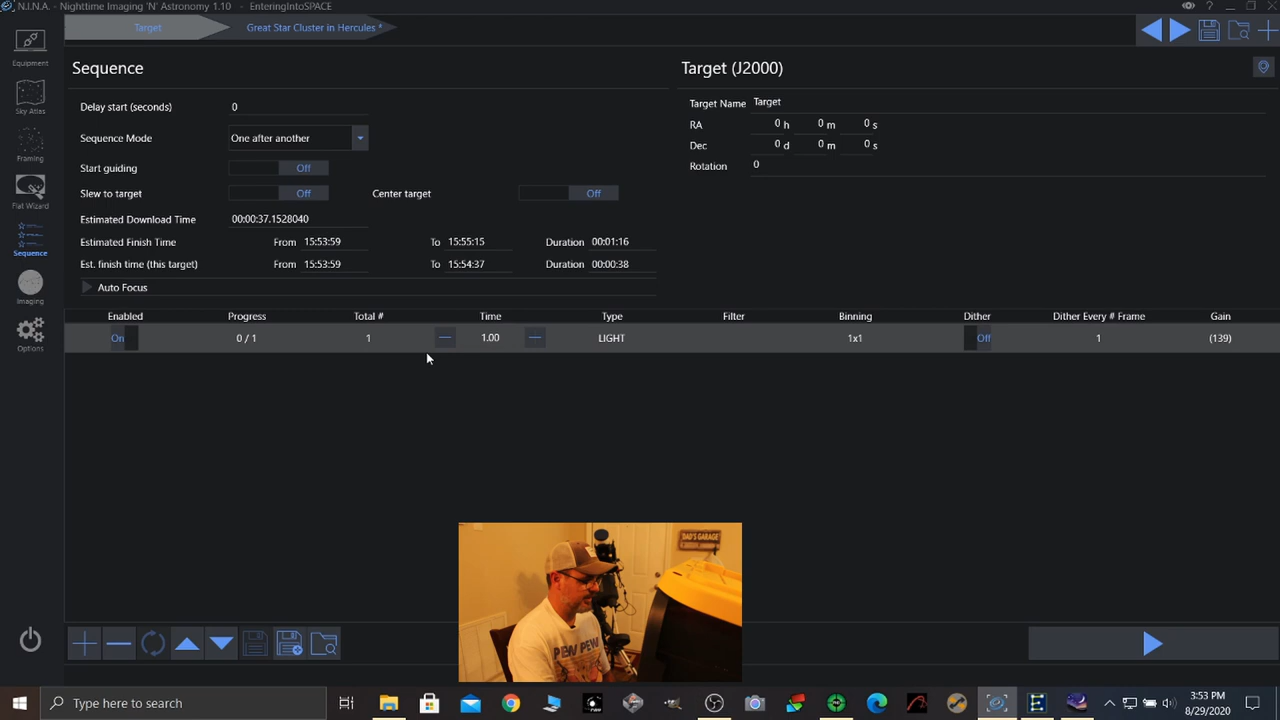 N.I.N.A. - Nighttime Imaging 'N' Astronomy 1.10 - EnteringIntoSPACE
Target
Great Star Cluster in Hercules *
Equipment
Sky Atlas
Framing
Flat Wizard
Sequence
Imaging
Options
Sequence
Delay start (seconds) 0
Sequence Mode One after another
Start guiding Off
Slew to target Off Center target Off
Estimated Download Time 00:00:37.1528040
Estimated Finish Time From 15:53:59 To 15:55:15 Duration 00:01:16
Est. finish time (this target) From 15:53:59 To 15:54:37 Duration 00:00:38
Auto Focus
Target (J2000)
Target Name Target
RA 0 h 0 m 0 s
Dec 0 d 0 m 0 s
Rotation 0
Enabled Progress Total # Time Type Filter Binning Dither Dither Every # Frame Gain
On 0 / 1 1 1.00 LIGHT 1x1 Off 1 (139)
DAD'S GARAGE
PEW PEW
Type here to search
3:53 PM
8/29/2020